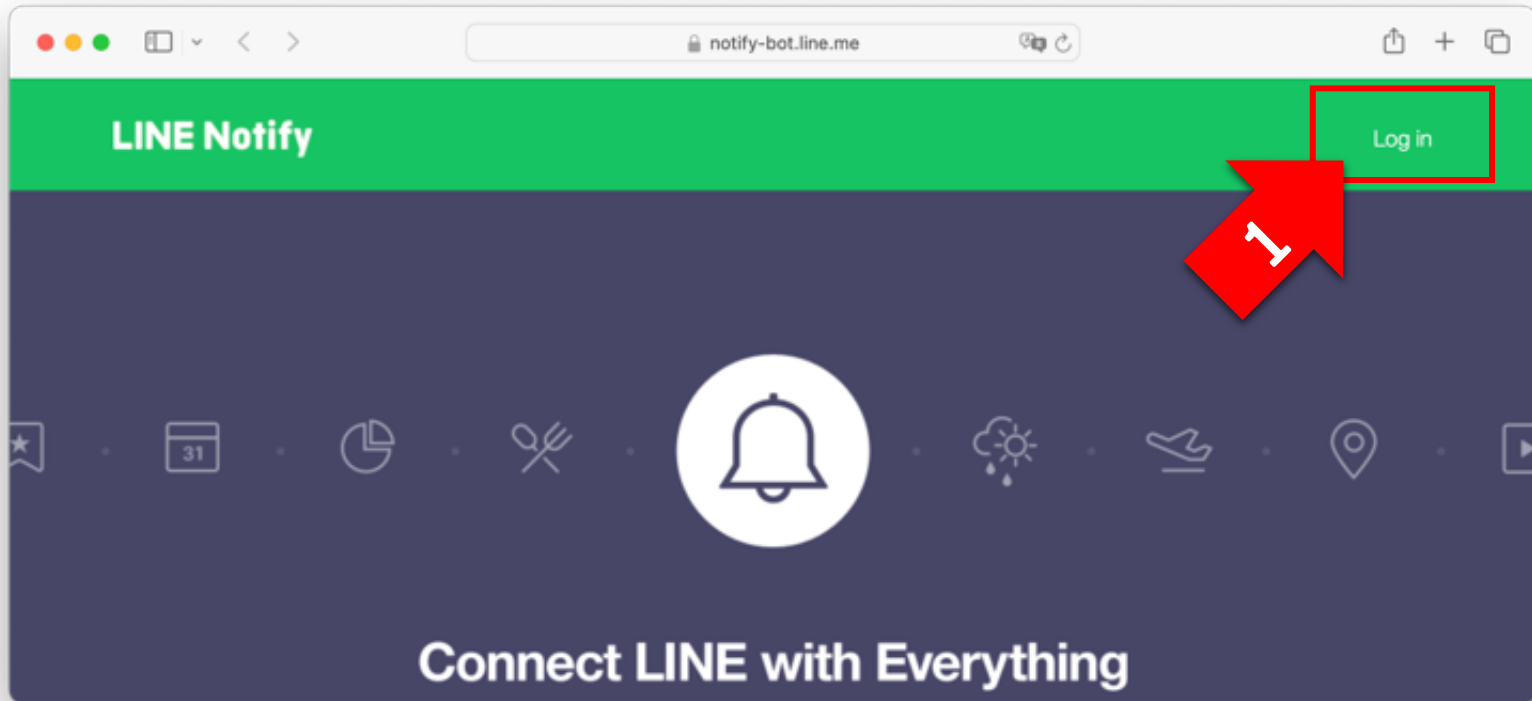 notify-bot.line.me
LINE Notify
Log in
1
31
Connect LINE with Everything